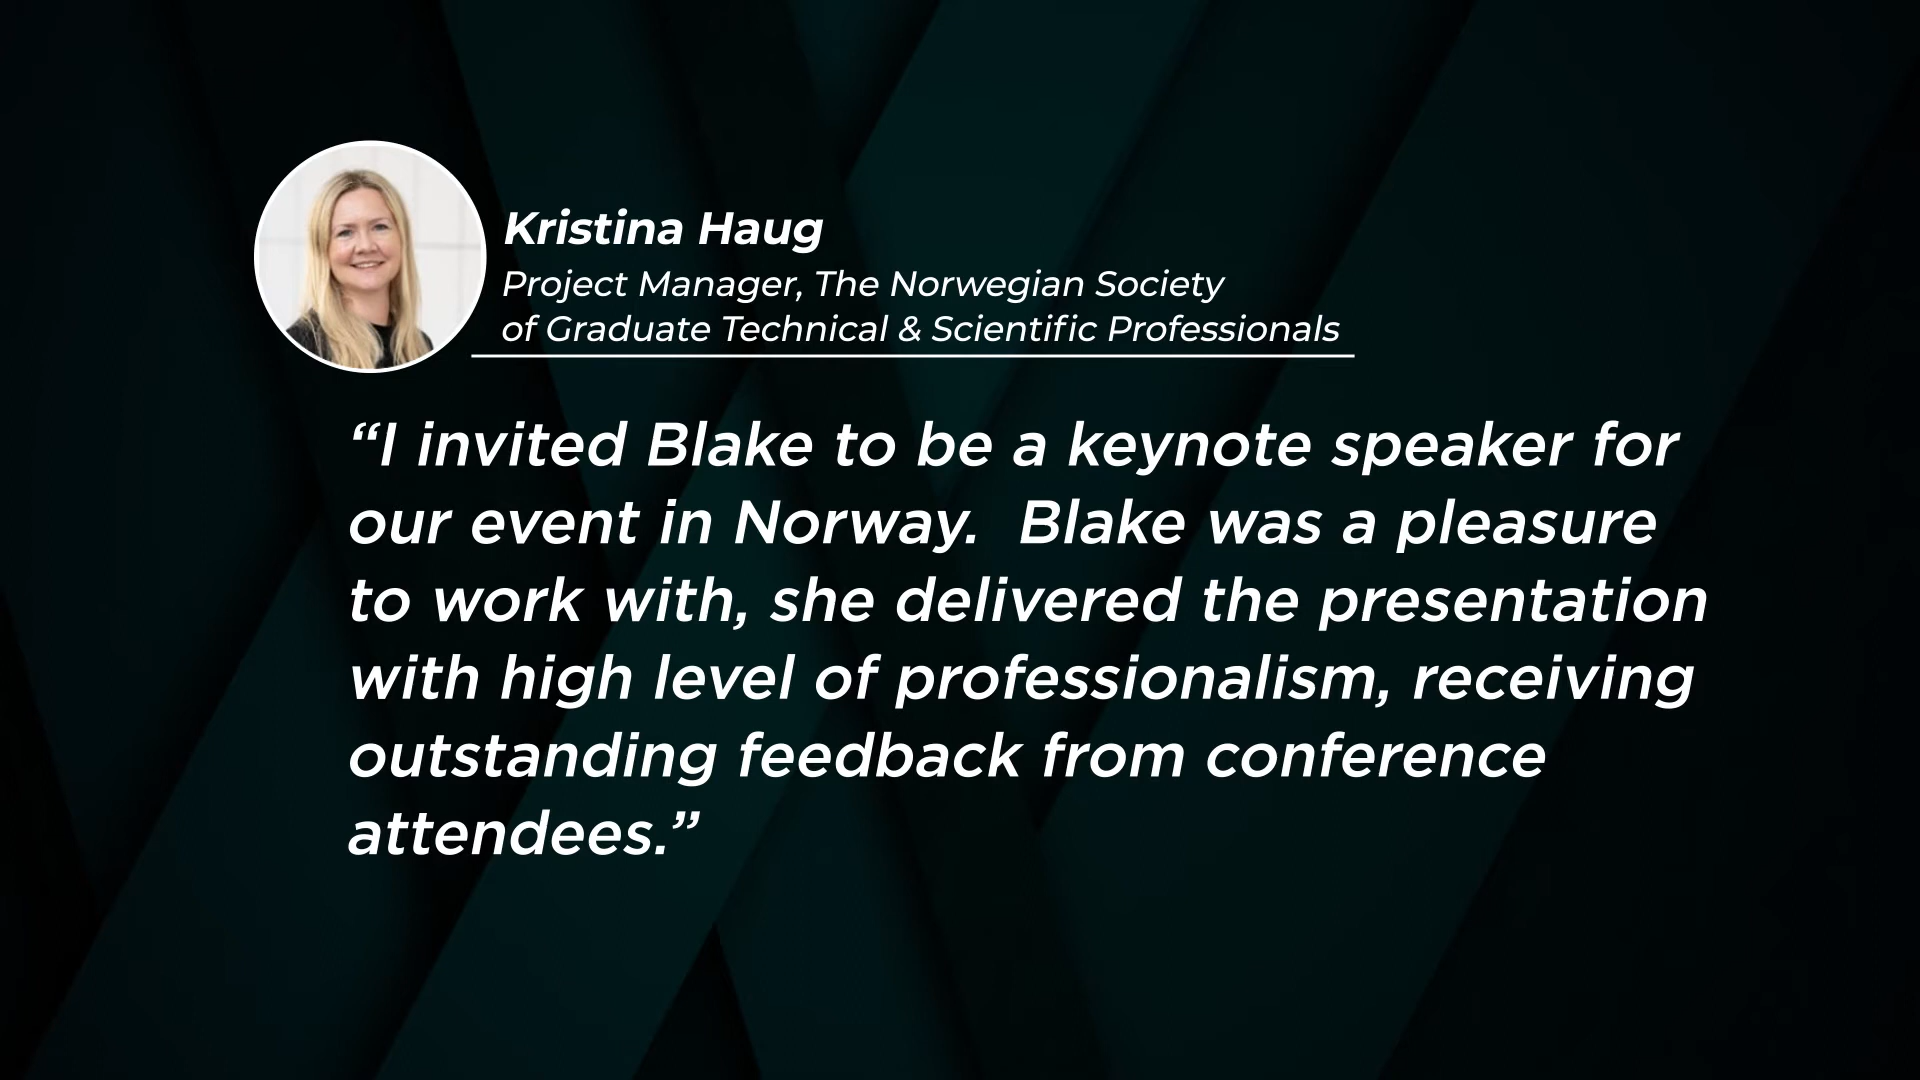 Kristina Haug
Project Manager, The Norwegian Society
of Graduate Technical & Scientific Professionals
“I invited Blake to be a keynote speaker for
our event in Norway.  Blake was a pleasure
to work with, she delivered the presentation
with high level of professionalism, receiving
outstanding feedback from conference
attendees.”